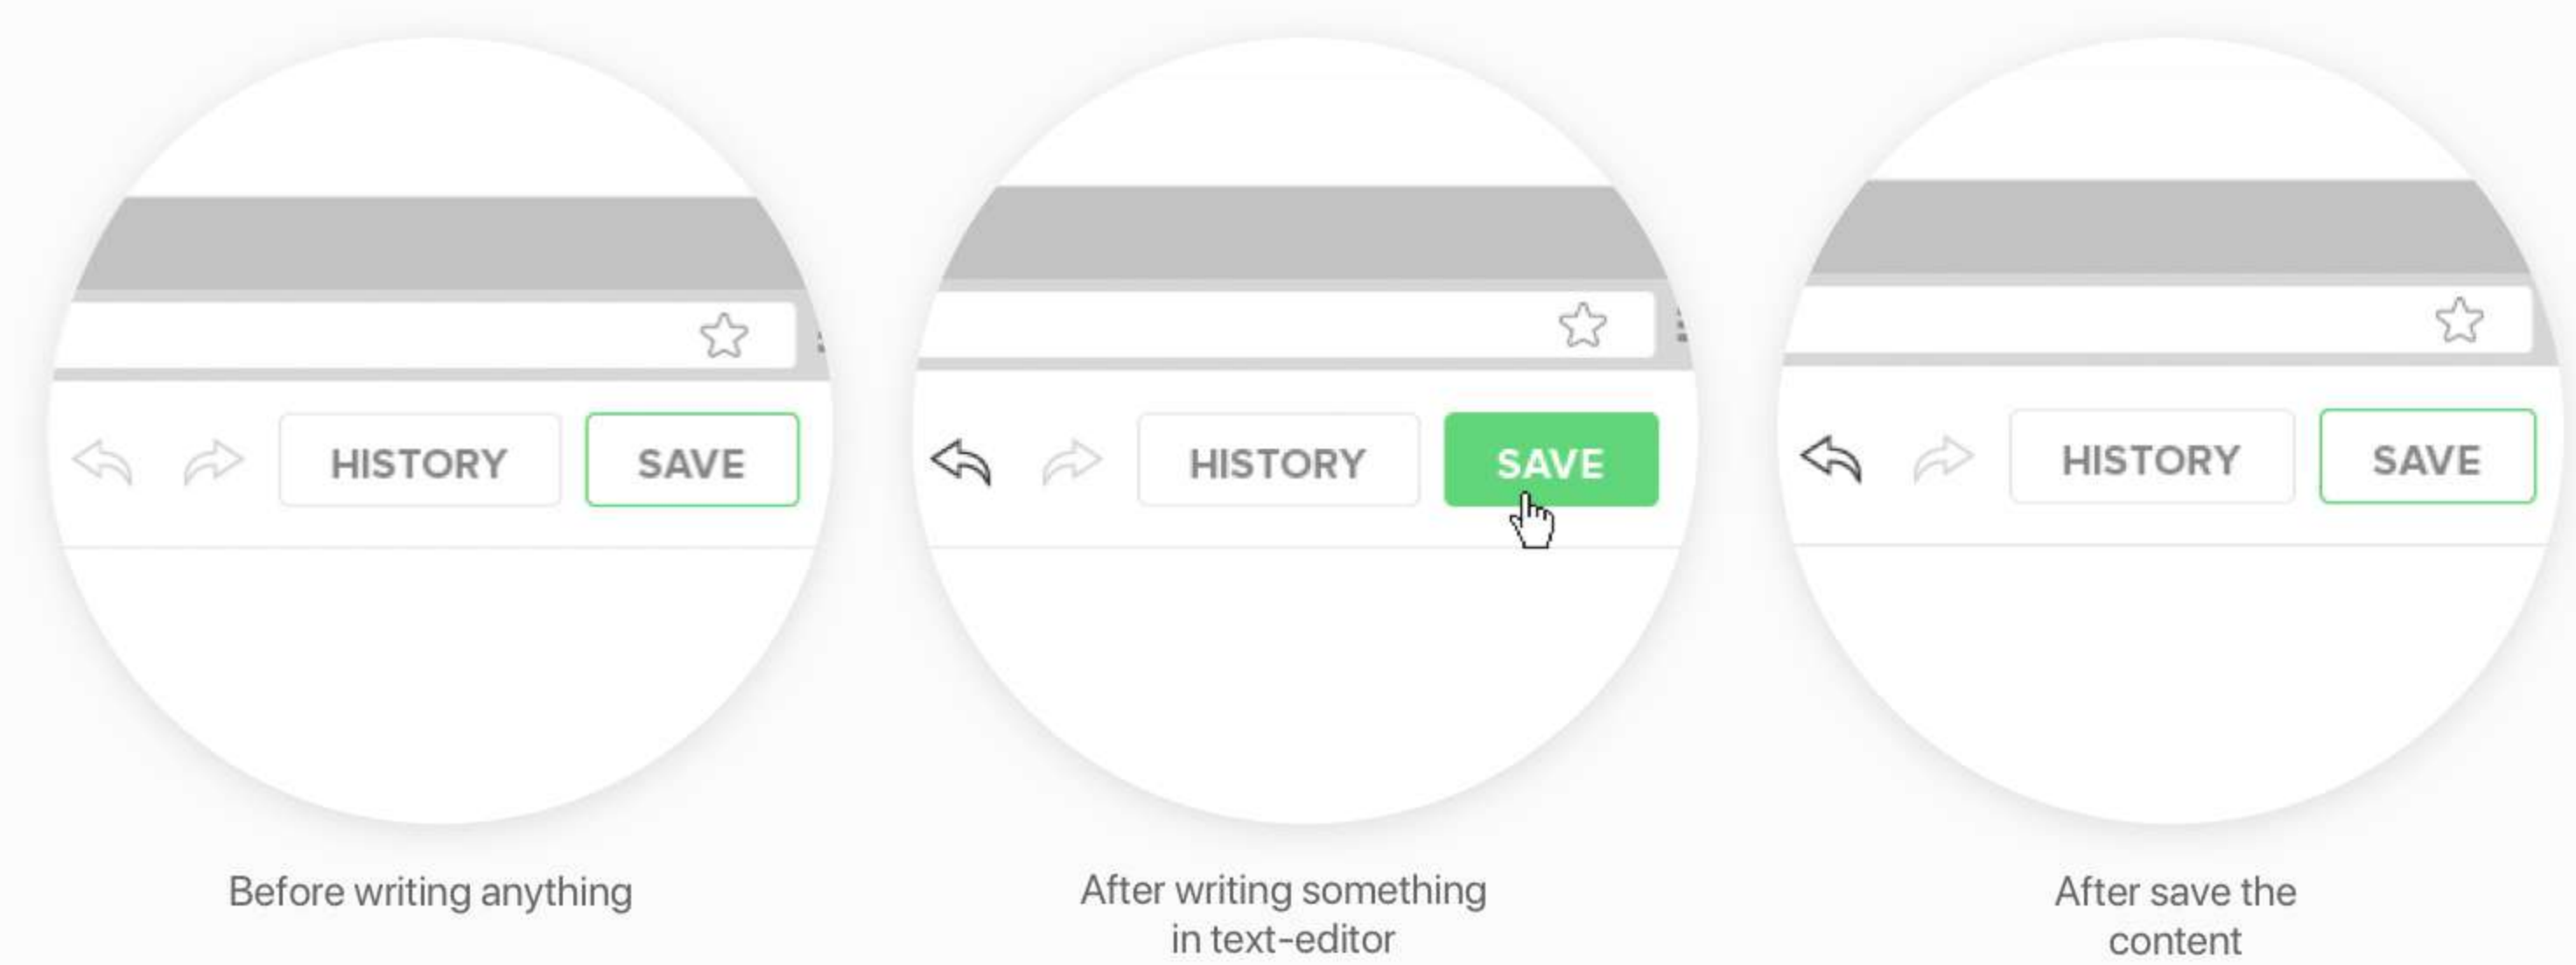 HISTORY
SAVE
HISTORY
SAVE
HISTORY
SAVE
Before writing anything
After writing something
in text-editor
After save the
content